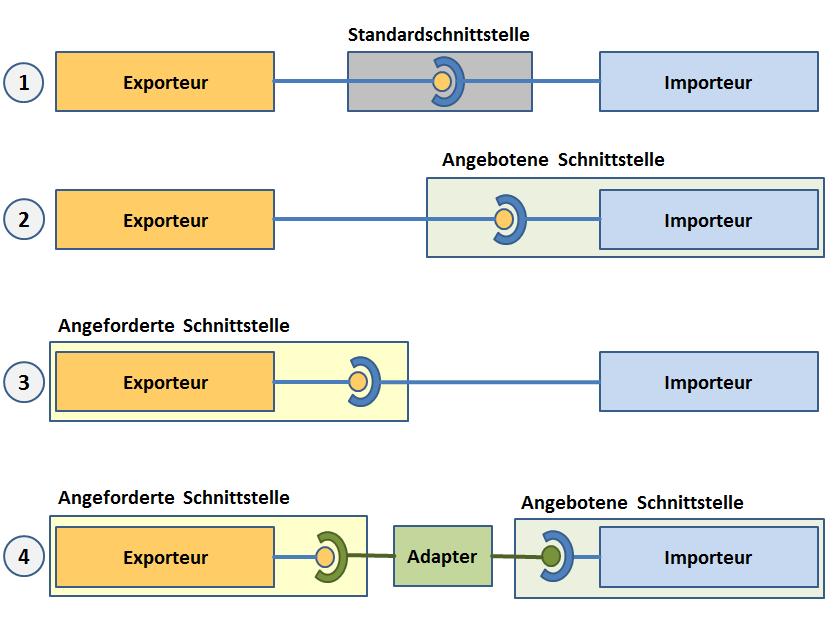 Standardschnittstelle
1 Exporteur Importeur
Angebotene Schnittstelle
2 Exporteur Importeur
Angeforderte Schnittstelle
3 Exporteur Importeur
Angeforderte Schnittstelle Angebotene Schnittstelle
4 Exporteur Adapter Importeur